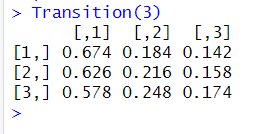 > Transition(3)
[,1] [,2] [,3]
[1,] 0.674 0.184 0.142
[2,] 0.626 0.216 0.158
[3,] 0.578 0.248 0.174
>